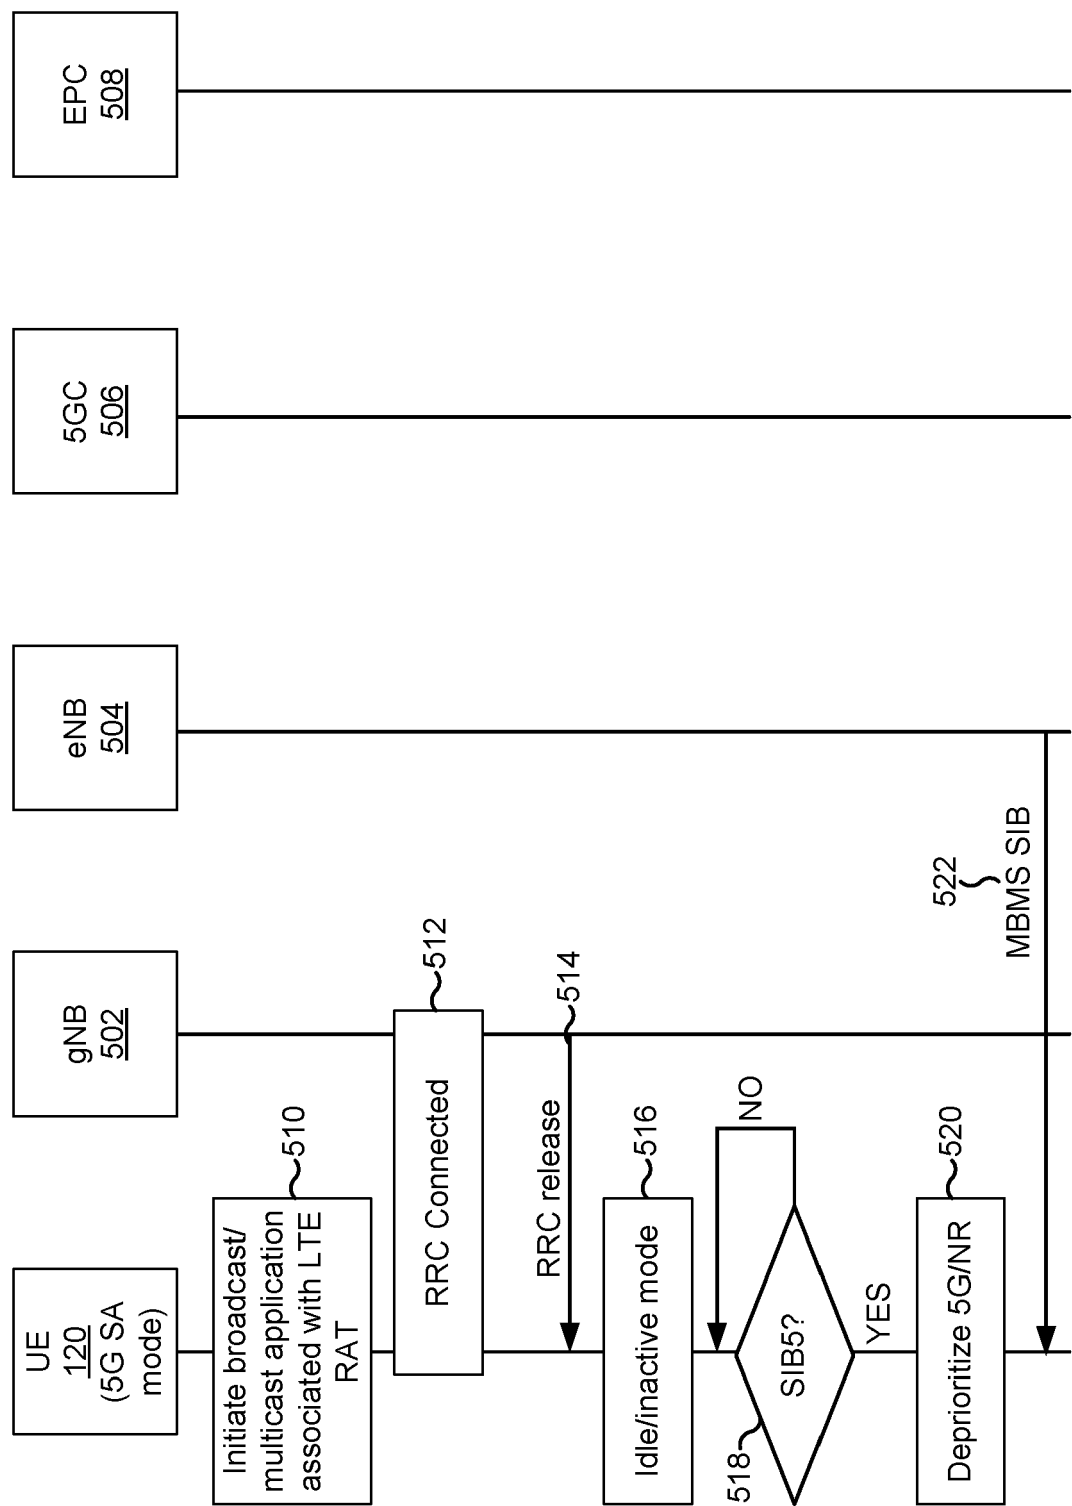 UE
120
(5G SA
mode)
gNB
502
eNB
504
5GC
506
EPC
508
Initiate broadcast/
multicast application
associated with LTE
RAT
510
RRC Connected
512
RRC release
514
Idle/inactive mode
516
518
SIB5?
NO
YES
Deprioritize 5G/NR
520
522
MBMS SIB